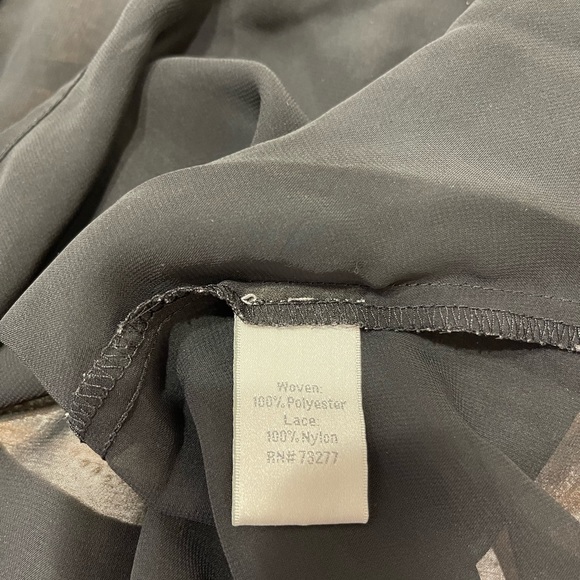 Woven:
100% Polyester
Lace:
100% Nylon
RN# 73277